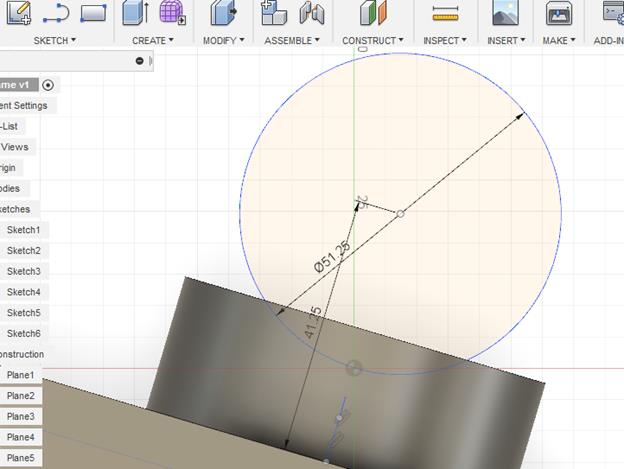 SKETCH▾ CREATE▾ MODIFY▾ ASSEMBLE▾ CONSTRUCT▾ INSPECT▾ INSERT▾ MAKE▾ ADD-IN
ame v1
ent Settings
-List
Views
rigin
odies
ketches
Sketch1
Sketch2
Sketch3
Sketch4
Sketch5
Sketch6
onstruction
Plane1
Plane2
Plane3
Plane4
Plane5
Ø51.25
41.25